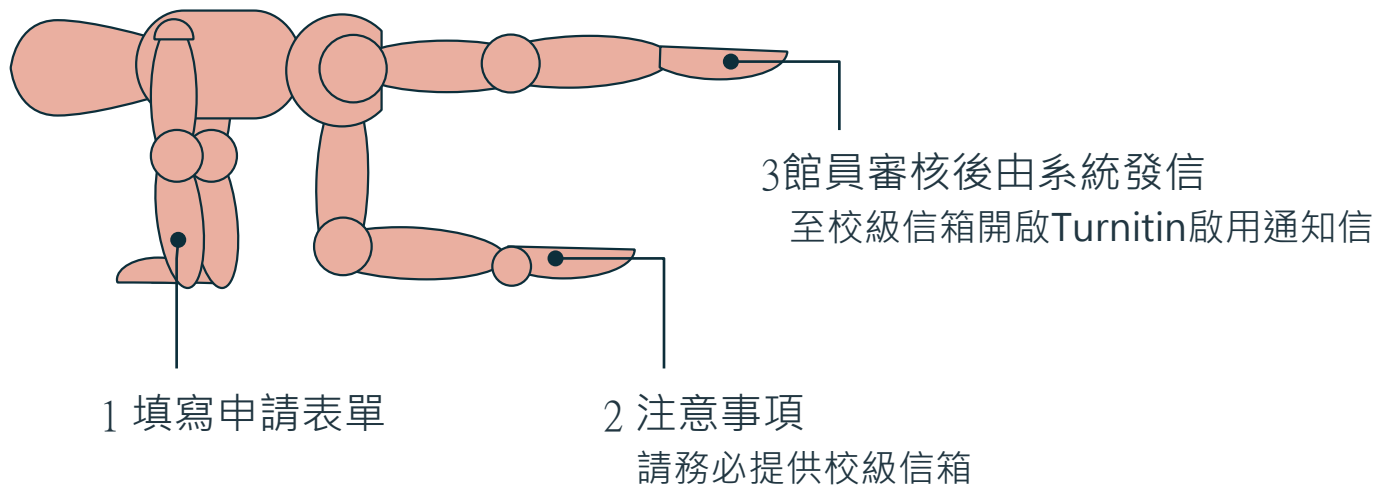 1 填寫申請表單
2 注意事項
請務必提供校級信箱
3館員審核後由系統發信
至校級信箱開啟Turnitin啟用通知信